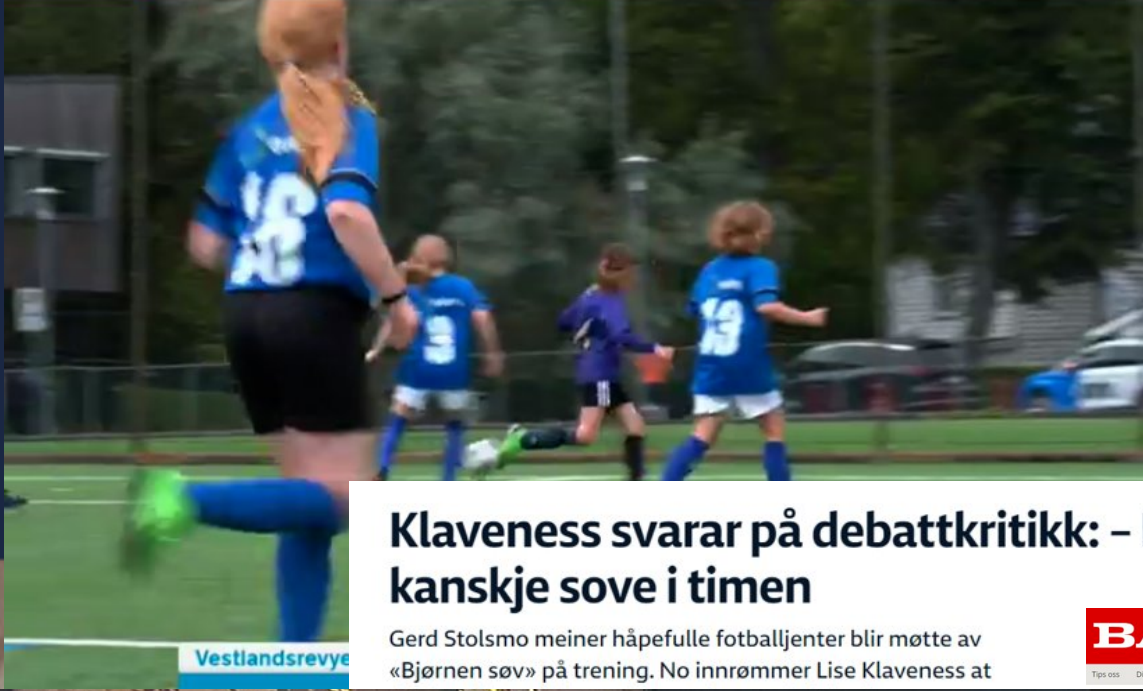 16
9
19
Klaveness svarar på debattkritikk: –
kanskje sove i timen
Gerd Stolsmo meiner håpefulle fotballjenter blir møtte av
«Bjørnen søv» på trening. No innrømmer Lise Klaveness at
Vestlandsrevye
BA
Tips oss